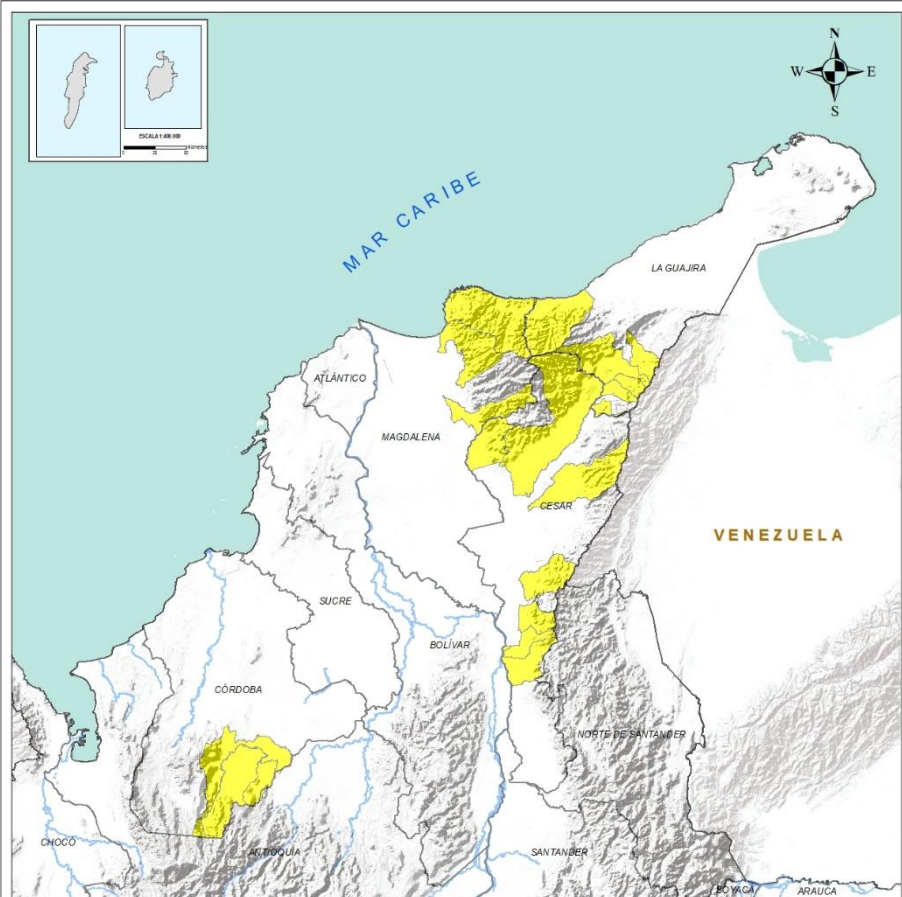 N
W E
S
ESCALA 1:400.000
MAR CARIBE
LA GUAJIRA
ATLÁNTICO
MAGDALENA
CESAR
VENEZUELA
SUCRE
BOLÍVAR
CÓRDOBA
NORTE DE SANTANDER
CHOCÓ
ANTIOQUÍA
SANTANDER
BOYACÁ
ARAUCA